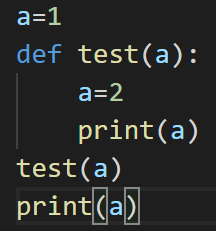 a=1
def test(a):
    a=2
    print(a)
test(a)
print(a)